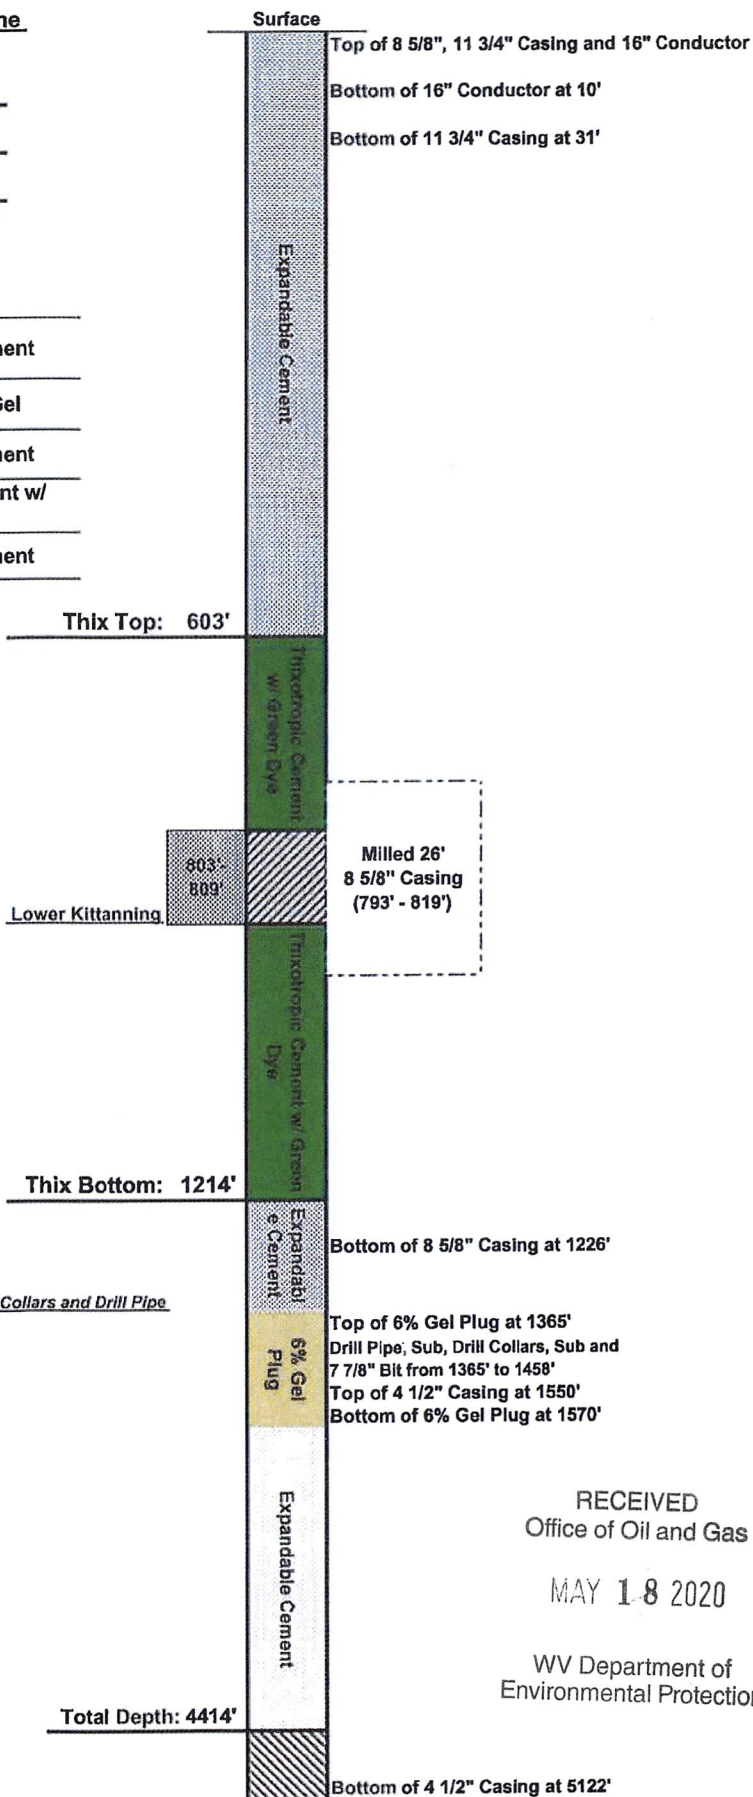 ne
Surface
Top of 8 5/8", 11 3/4" Casing and 16" Conductor
Bottom of 16" Conductor at 10'
Bottom of 11 3/4" Casing at 31'
Expandable Cement
ent
Gel
ent
nt w/
ent
Thix Top: 603'
Thixotropic Cement
w/ Green Dye
803'-
809'
Milled 26'
8 5/8" Casing
(793' - 819')
Lower Kittanning
Thixotropic Cement w/ Green
Dye
Thix Bottom: 1214'
Expandabl
e Cement
Bottom of 8 5/8" Casing at 1226'
Collars and Drill Pipe
6% Gel
Plug
Top of 6% Gel Plug at 1365'
Drill Pipe, Sub, Drill Collars, Sub and
7 7/8" Bit from 1365' to 1458'
Top of 4 1/2" Casing at 1550'
Bottom of 6% Gel Plug at 1570'
Expandable Cement
RECEIVED
Office of Oil and Gas
MAY 18 2020
WV Department of
Environmental Protection
Total Depth: 4414'
Bottom of 4 1/2" Casing at 5122'